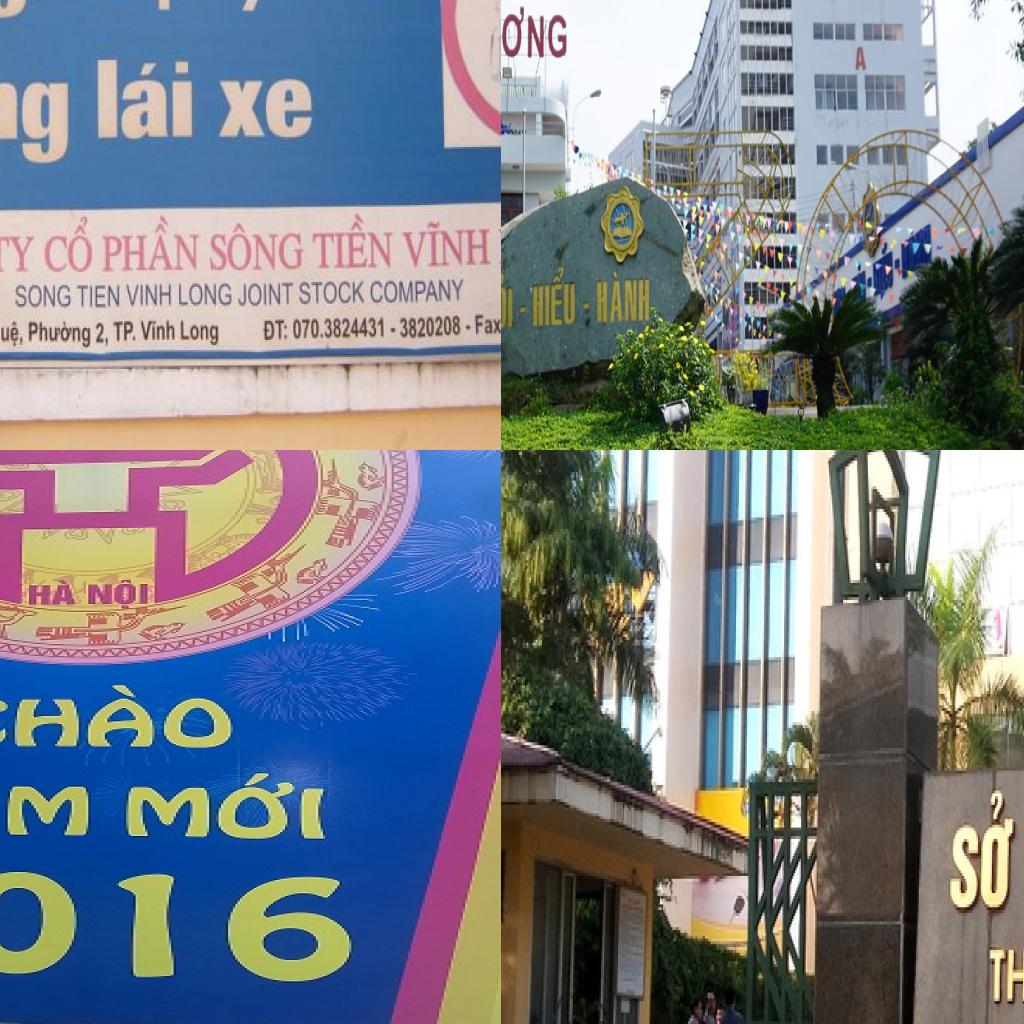 ng lái xe
TY CỔ PHẦN SÔNG TIỀN VĨNH
SONG TIEN VINH LONG JOINT STOCK COMPANY
uệ, Phường 2, TP. Vĩnh Long ĐT: 070.3824431 - 3820208 - Fax
ƠNG
A
- HIỂU - HÀNH
HÀ NỘI
CHÀO
M MỚI
016
SỞ
TH